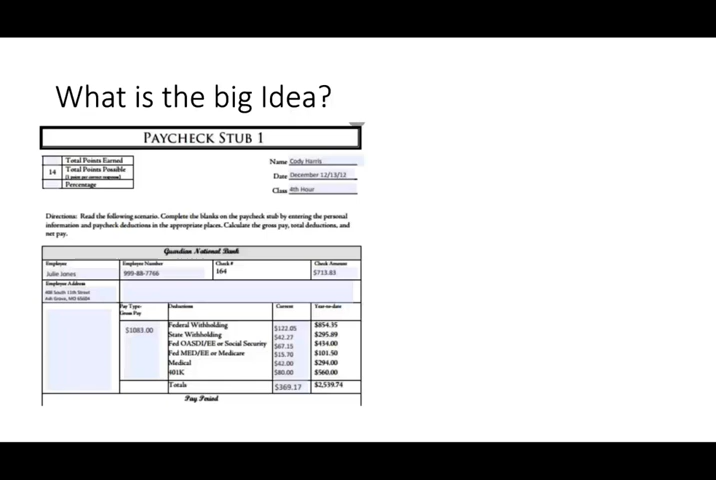 What is the big Idea?
PAYCHECK STUB 1
Total Points Earned
14 Total Points Possible
Percentage
Name Cody Harris
Date December 12/13/12
Class 4th Hour
Directions: Read the following scenario. Complete the blanks on the paycheck stub by entering the personal
information and paycheck deductions in the appropriate places. Calculate the gross pay, total deductions, and
net pay.
Guardian National Bank
Employee Employee Number Check # Check Amount
Julie Jones 999-88-7766 164 $713.83
Employee Address
Pay Type- Deductions Current Year-to-date
Gross Pay
$1083.00
Federal Withholding $122.05 $854.35
State Withholding $42.27 $295.89
Fed OASDI/EE or Social Security $67.15 $434.00
Fed MED/EE or Medicare $15.70 $101.50
Medical $42.00 $294.00
401K $80.00 $560.00
Totals $369.17 $2,539.74
Pay Period